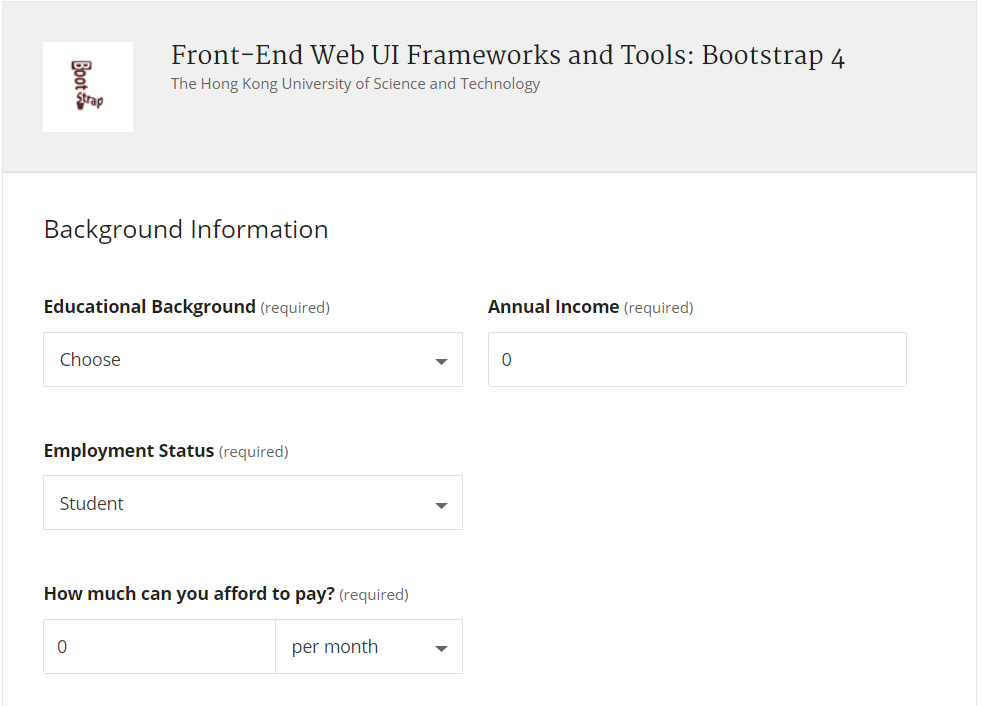 Boot
Strap
Front-End Web UI Frameworks and Tools: Bootstrap 4
The Hong Kong University of Science and Technology
Background Information
Educational Background (required)
Annual Income (required)
Choose
0
Employment Status (required)
Student
How much can you afford to pay? (required)
0
per month